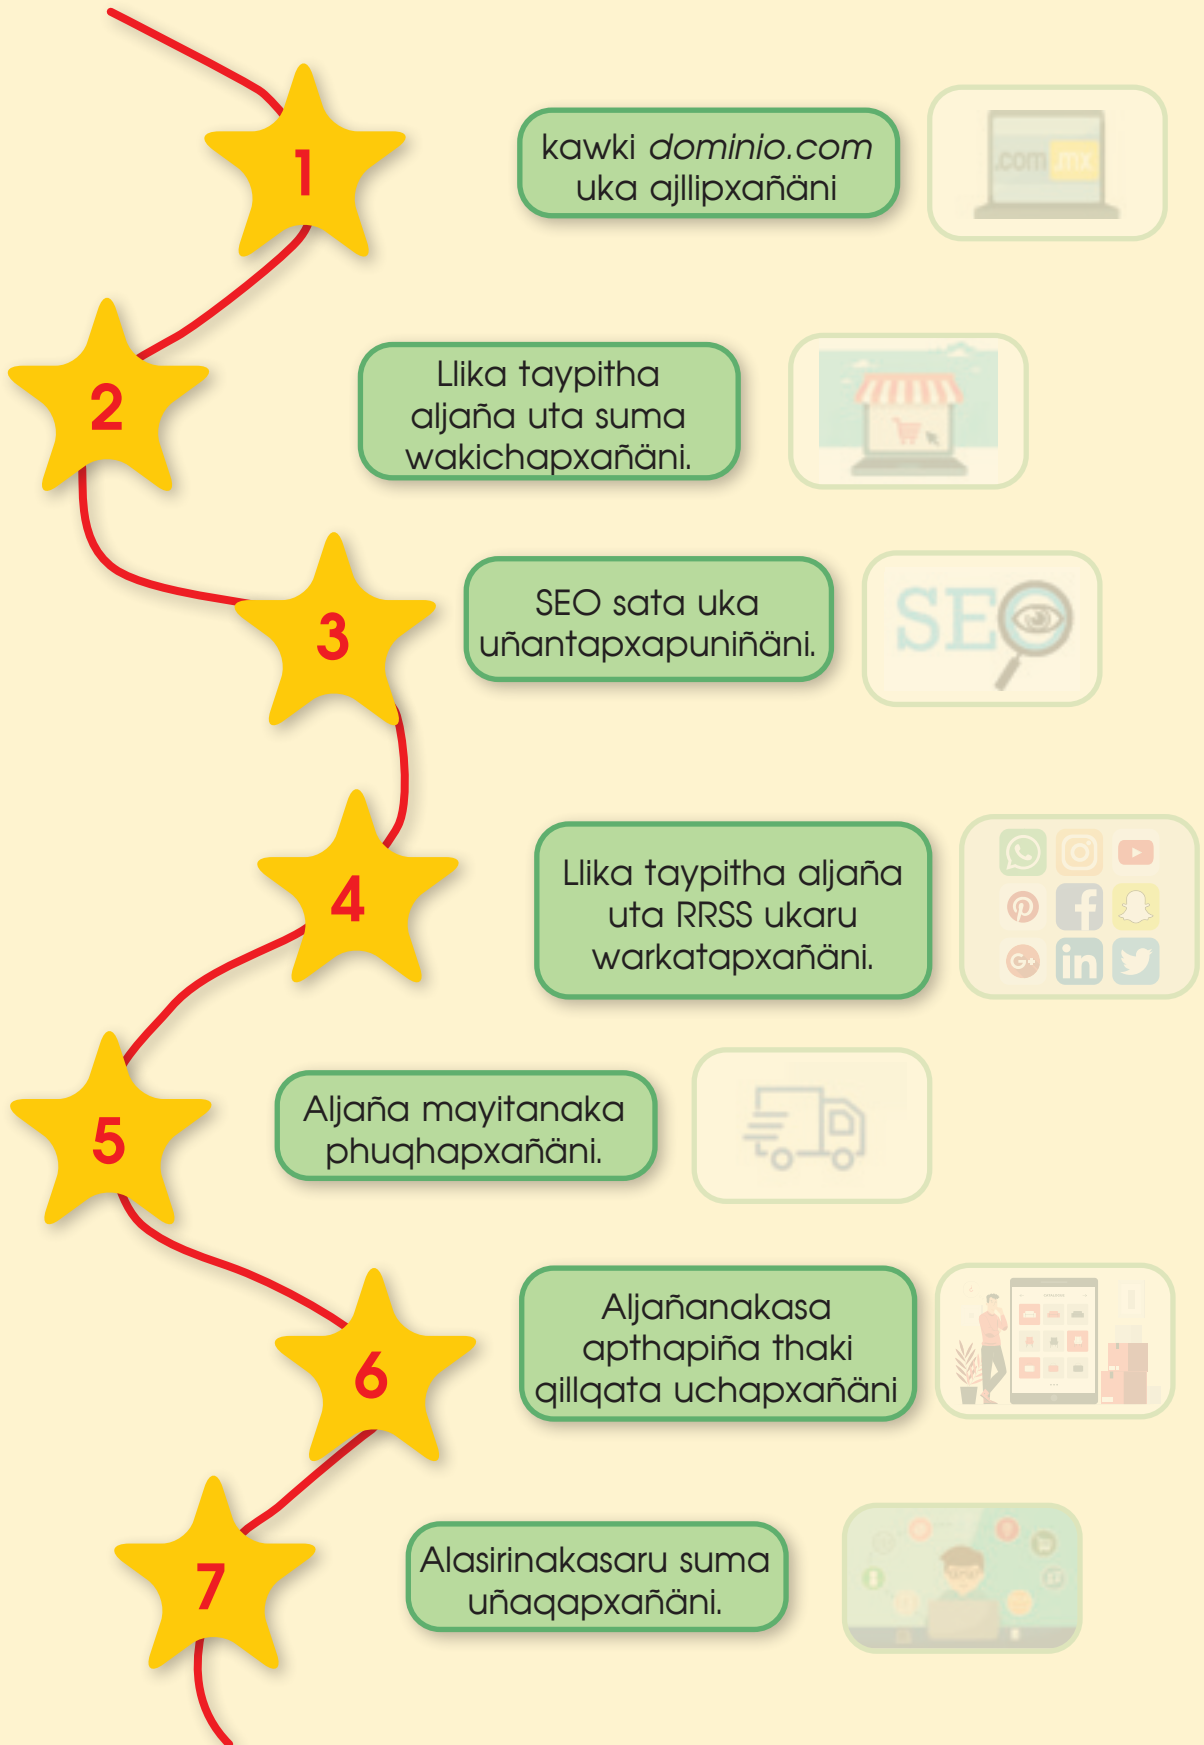 1
kawki dominio.com
uka ajllipxañäni
.com .mx
2
Llika taypitha
aljaña uta suma
wakichapxañäni.
3
SEO sata uka
uñantapxapuniñäni.
SEO
4
Llika taypitha aljaña
uta RRSS ukaru
warkatapxañäni.
G+
in
5
Aljaña mayitanaka
phuqhapxañäni.
6
Aljañanakasa
apthapiña thaki
qillqata uchapxañäni
7
Alasirinakasaru suma
uñaqapxañäni.